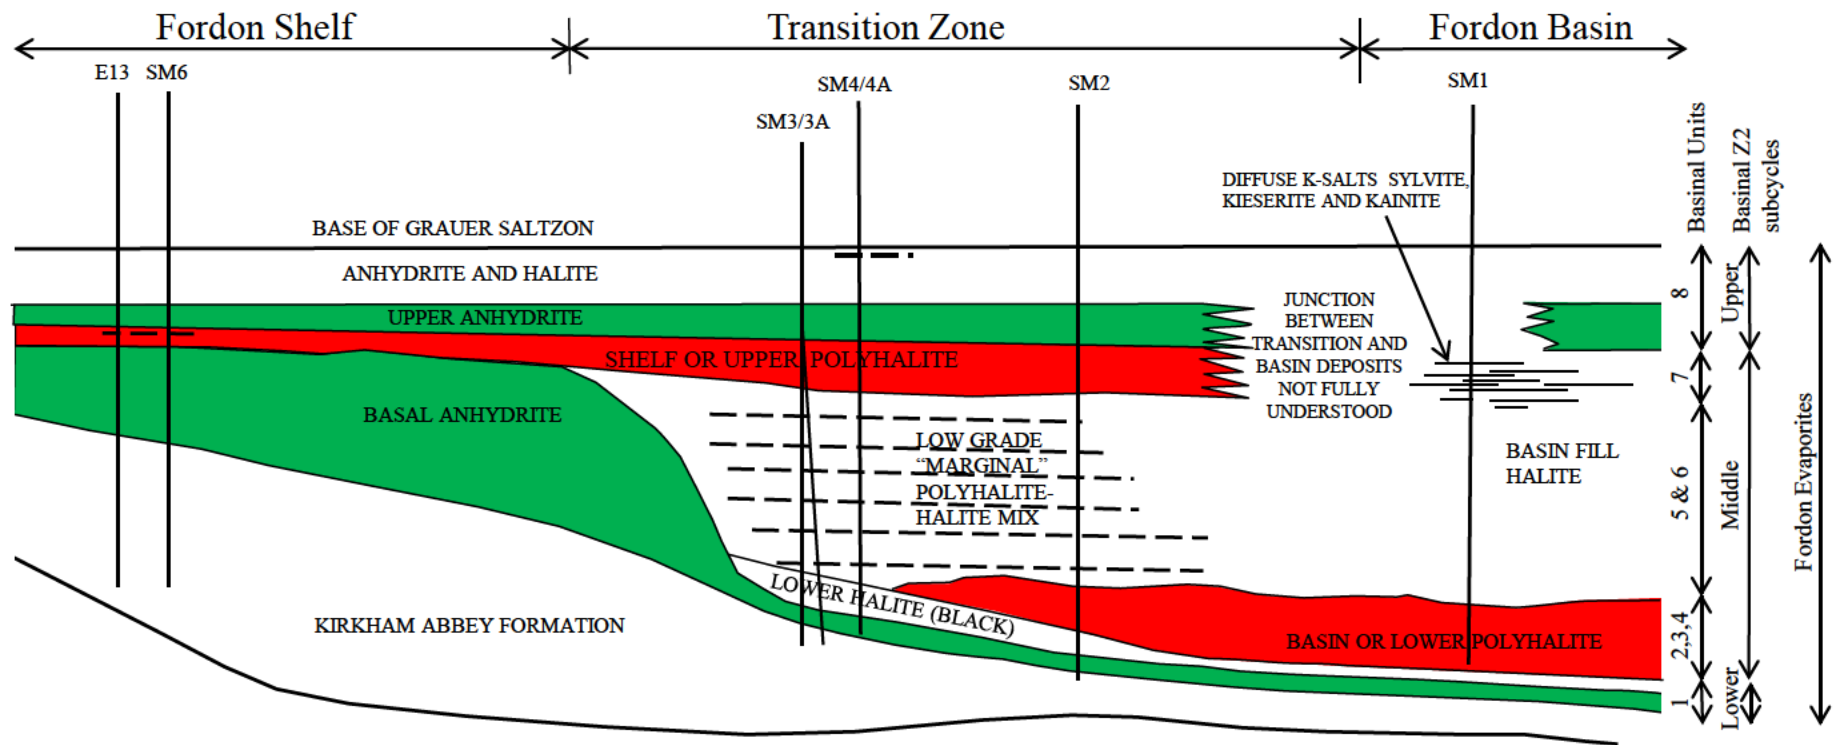 Fordon Shelf
Transition Zone
Fordon Basin
E13
SM6
SM4/4A
SM2
SM1
SM3/3A
Basinal Units
Basinal Z2
subcycles
DIFFUSE K-SALTS SYLVITE,
KIESERITE AND KAINITE
BASE OF GRAUER SALTZON
ANHYDRITE AND HALITE
UPPER ANHYDRITE
SHELF OR UPPER POLYHALITE
BASAL ANHYDRITE
JUNCTION
BETWEEN
TRANSITION AND
BASIN DEPOSITS
NOT FULLY
UNDERSTOOD
LOW GRADE
“MARGINAL”
POLYHALITE-
HALITE MIX
BASIN FILL
HALITE
LOWER HALITE (BLACK)
KIRKHAM ABBEY FORMATION
BASIN OR LOWER POLYHALITE
8
7
5 & 6
2,3,4
1
Upper
Middle
Lower
Fordon Evaporites